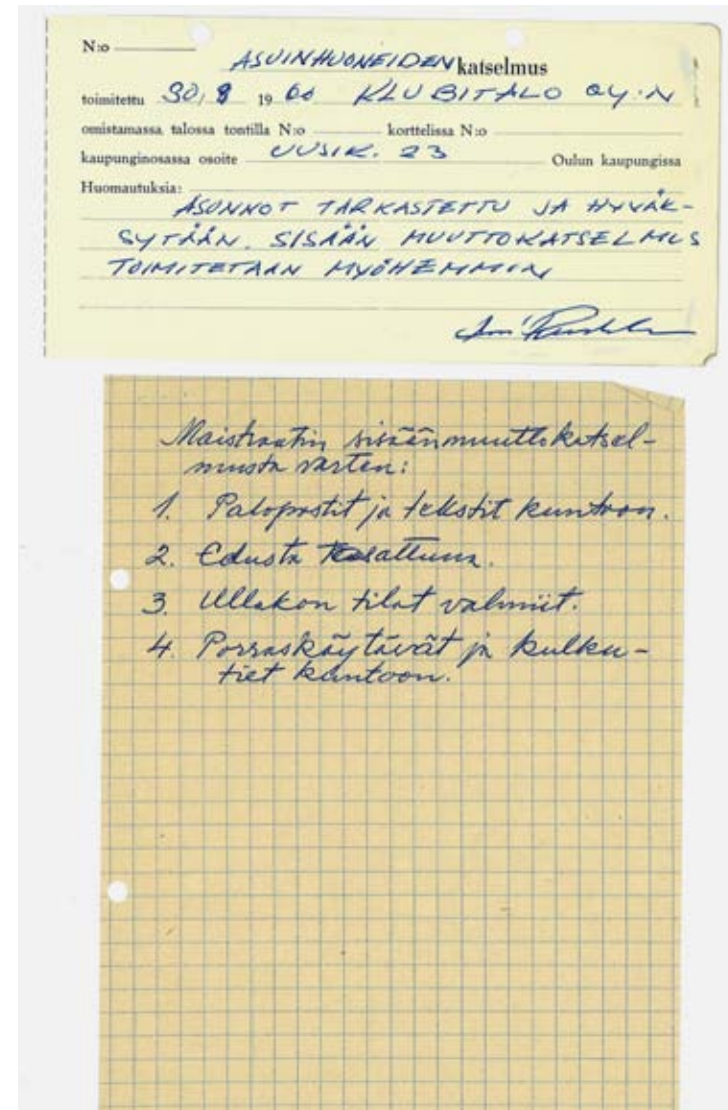 N:o
ASUINHUONEIDEN katselmus
toimitettu 30,8 19 60 KLUBITALO OY:N
omistamassa talossa tontilla N:o korttelissa N:o
kaupunginosassa osoite UUSIK. 23 Oulun kaupungissa
Huomautuksia:
ASUNNOT TARKASTETTU JA HYVÄK-
SYTÄÄN. SISÄÄN MUUTTOKATSELMUS
TOIMITETAAN MYÖHEMMIN
Maistraatin sisäänmuuttokatsel-
musta varten:
1. Palopostit ja tekstit kuntoon.
2. Edusta tasattuna.
3. Ullakon tilat valmiit.
4. Porraskäytävät ja kulku-
tiet kuntoon.